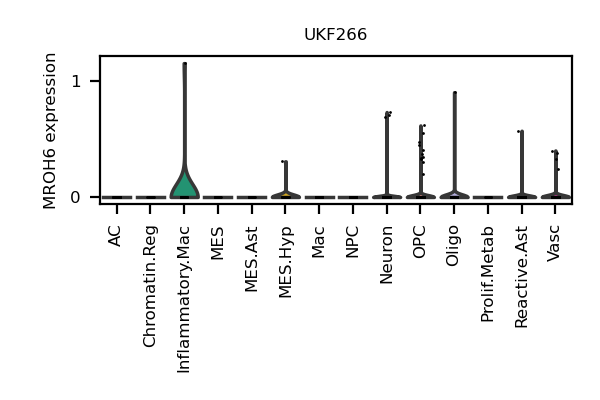 UKF266
MROH6 expression
1
0
AC
Chromatin.Reg
Inflammatory.Mac
MES
MES.Ast
MES.Hyp
Mac
NPC
Neuron
OPC
Oligo
Prolif.Metab
Reactive.Ast
Vasc